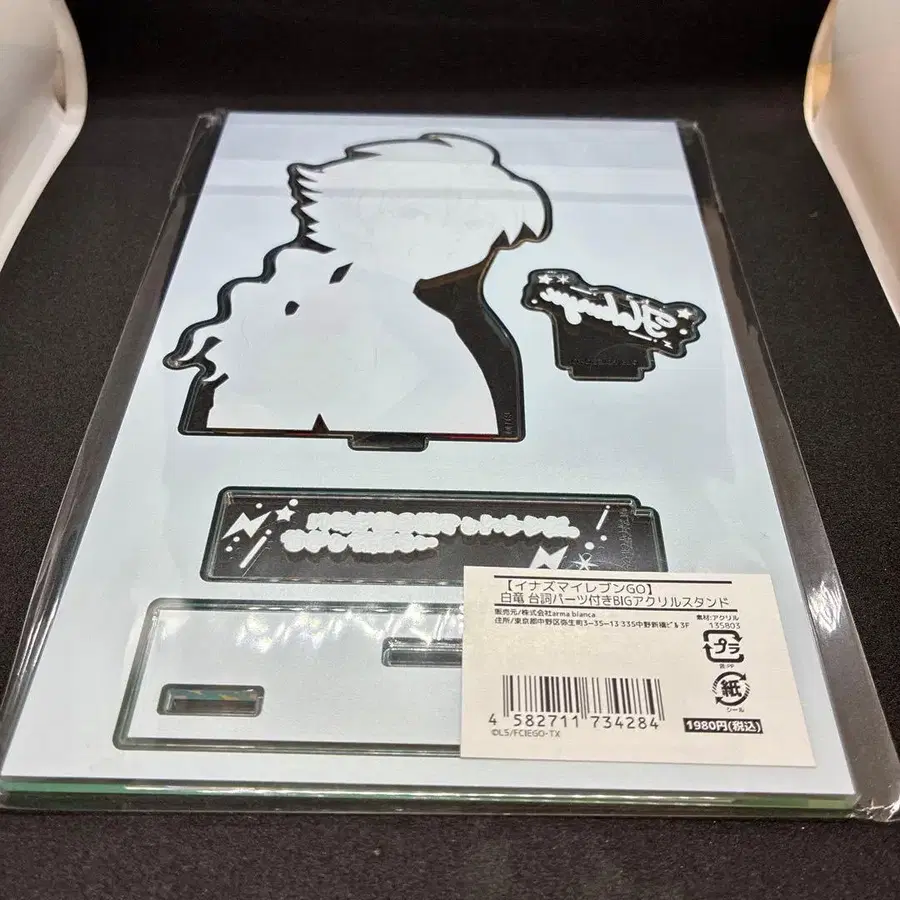 【イナズマイレブンGO】
白竜 台詞パーツ付きBIGアクリルスタンド
販売元/株式会社arma bianca
素材:アクリル
住所/東京都中野区弥生町3-35-13 335中野新橋ビル3F
135803
プラ
袋:PP
紙
シール
4 582711 734284
1980円(税込)
©L5/FCIEGO-TX